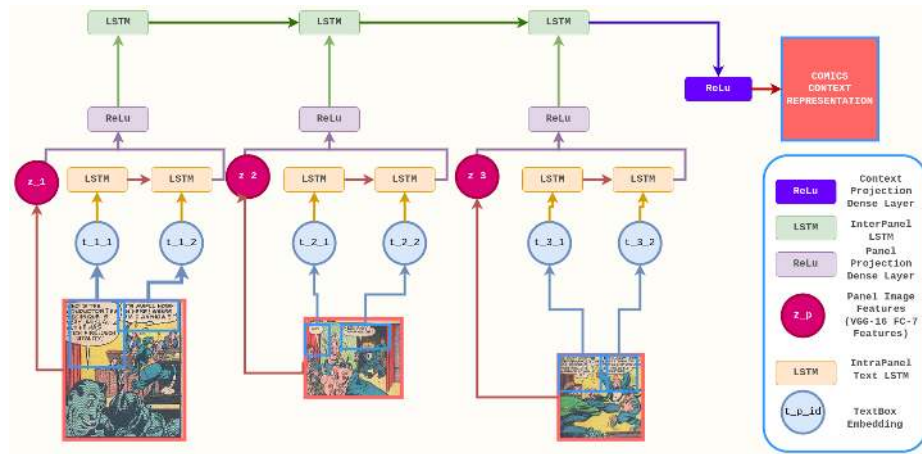 LSTM
LSTM
LSTM
ReLu
COMICS
CONTEXT
REPRESENTATION
ReLu
ReLu
ReLu
z_1
LSTM
LSTM
z_2
LSTM
LSTM
z_3
LSTM
LSTM
t_1_1
t_1_2
t_2_1
t_2_2
t_3_1
t_3_2
ReLu
Context
Projection
Dense Layer
LSTM
InterPanel
LSTM
ReLu
Panel
Projection
Dense Layer
z_p
Panel Image
Features
(VGG-16 FC-7
Features)
LSTM
IntraPanel
Text LSTM
t_p_id
TextBox
Embedding